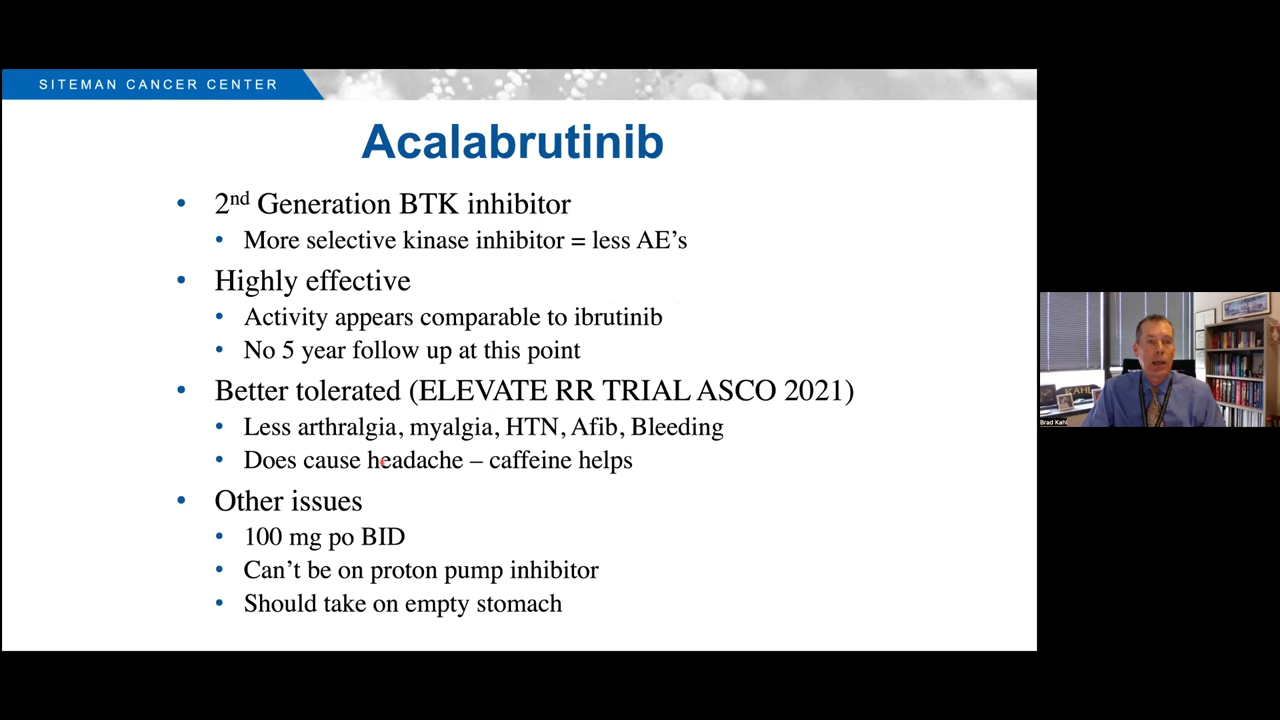 SITEMAN CANCER CENTER
Acalabrutinib
• 2nd Generation BTK inhibitor
• More selective kinase inhibitor = less AE’s
• Highly effective
• Activity appears comparable to ibrutinib
• No 5 year follow up at this point
• Better tolerated (ELEVATE RR TRIAL ASCO 2021)
• Less arthralgia, myalgia, HTN, Afib, Bleeding
• Does cause headache – caffeine helps
• Other issues
• 100 mg po BID
• Can’t be on proton pump inhibitor
• Should take on empty stomach
KAHL
Brad Kahl